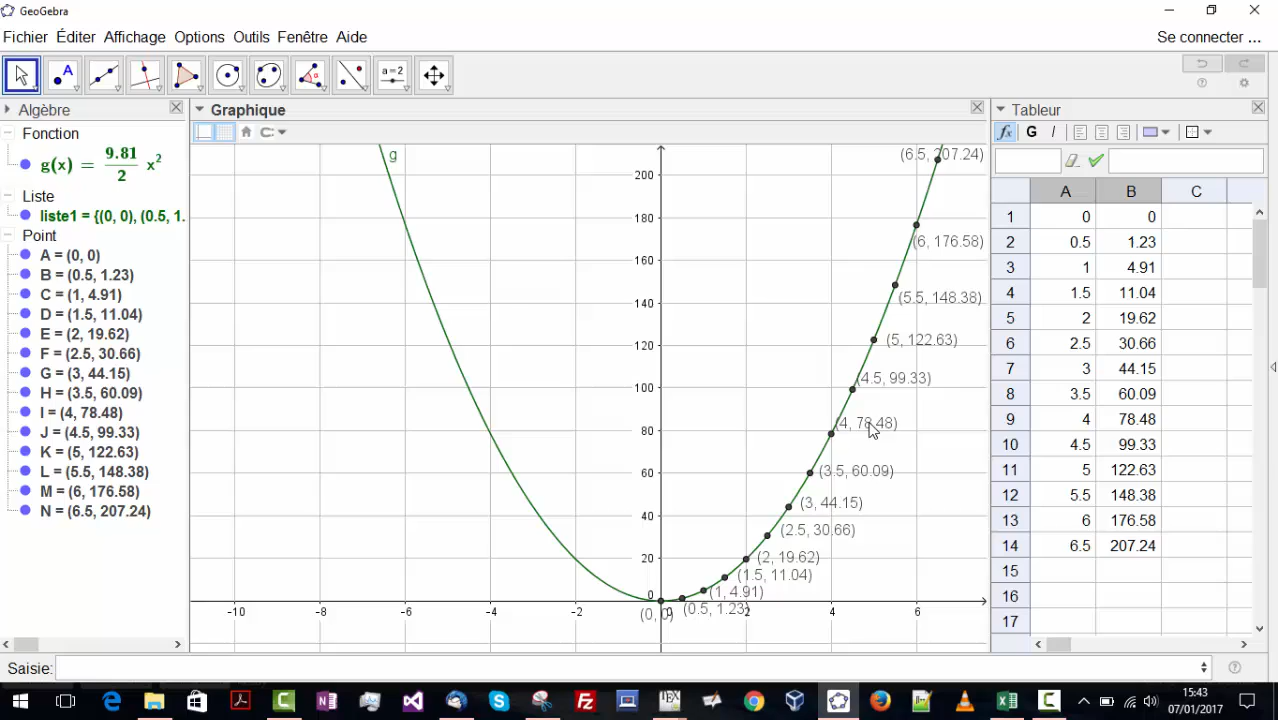 GeoGebra
Fichier Éditer Affichage Options Outils Fenêtre Aide
Se connecter ...
A
a=2
Algèbre
Fonction
g(x) = 9.81/2 x²
Liste
liste1 = {(0, 0), (0.5, 1.
Point
A = (0, 0)
B = (0.5, 1.23)
C = (1, 4.91)
D = (1.5, 11.04)
E = (2, 19.62)
F = (2.5, 30.66)
G = (3, 44.15)
H = (3.5, 60.09)
I = (4, 78.48)
J = (4.5, 99.33)
K = (5, 122.63)
L = (5.5, 148.38)
M = (6, 176.58)
N = (6.5, 207.24)
Graphique
g
(6.5, 207.24)
200
180
(6, 176.58)
160
(5.5, 148.38)
140
(5, 122.63)
120
(4.5, 99.33)
100
(4, 78.48)
80
(3.5, 60.09)
60
(3, 44.15)
40
(2.5, 30.66)
20
(2, 19.62)
(1.5, 11.04)
(1, 4.91)
0
(0.5, 1.23)
(0, 0)
-10 -8 -6 -4 -2 0 2 4 6
Tableur
fx G I
A B C
1 0 0
2 0.5 1.23
3 1 4.91
4 1.5 11.04
5 2 19.62
6 2.5 30.66
7 3 44.15
8 3.5 60.09
9 4 78.48
10 4.5 99.33
11 5 122.63
12 5.5 148.38
13 6 176.58
14 6.5 207.24
15
16
17
Saisie:
15:43
07/01/2017